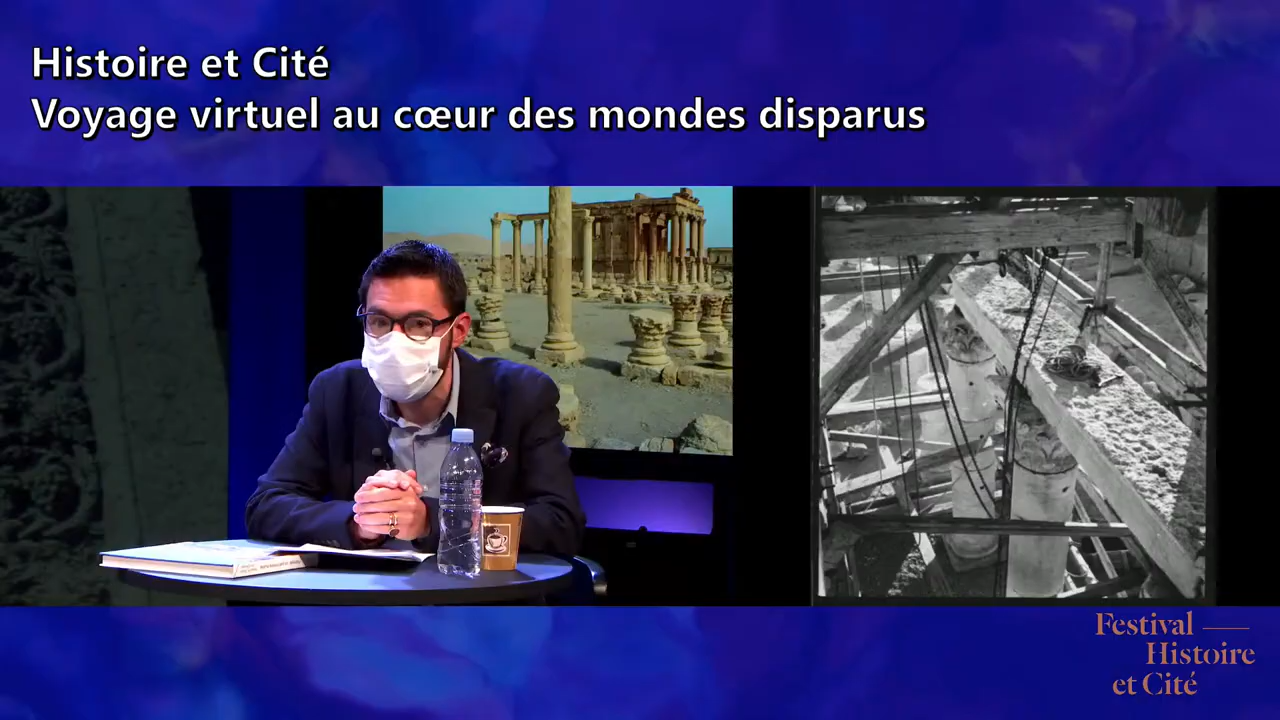 Histoire et Cité
Voyage virtuel au cœur des mondes disparus
Festival
Histoire
et Cité